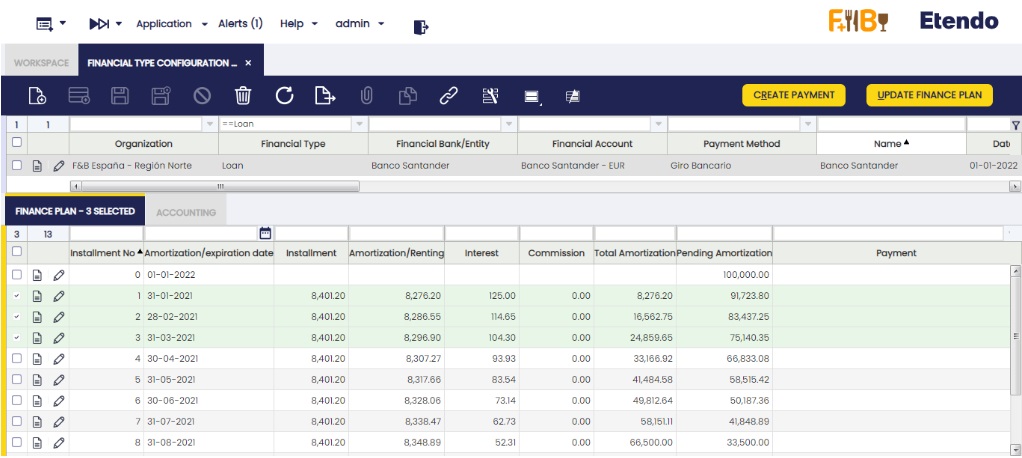 Application Alerts (1) Help admin F&B Etendo
WORKSPACE FINANCIAL TYPE CONFIGURATION ... ×
CREATE PAYMENT UPDATE FINANCE PLAN
1 1 ==Loan
Organization Financial Type Financial Bank/Entity Financial Account Payment Method Name Dat
F&B España - Región Norte Loan Banco Santander Banco Santander - EUR Giro Bancario Banco Santander 01-01-2022
FINANCE PLAN - 3 SELECTED ACCOUNTING
3 13
Installment No Amortization/expiration date Installment Amortization/Renting Interest Commission Total Amortization Pending Amortization Payment
0 01-01-2022 100,000.00
1 31-01-2021 8,401.20 8,276.20 125.00 0.00 8,276.20 91,723.80
2 28-02-2021 8,401.20 8,286.55 114.65 0.00 16,562.75 83,437.25
3 31-03-2021 8,401.20 8,296.90 104.30 0.00 24,859.65 75,140.35
4 30-04-2021 8,401.20 8,307.27 93.93 0.00 33,166.92 66,833.08
5 31-05-2021 8,401.20 8,317.66 83.54 0.00 41,484.58 58,515.42
6 30-06-2021 8,401.20 8,328.06 73.14 0.00 49,812.64 50,187.36
7 31-07-2021 8,401.20 8,338.47 62.73 0.00 58,151.11 41,848.89
8 31-08-2021 8,401.20 8,348.89 52.31 0.00 66,500.00 33,500.00